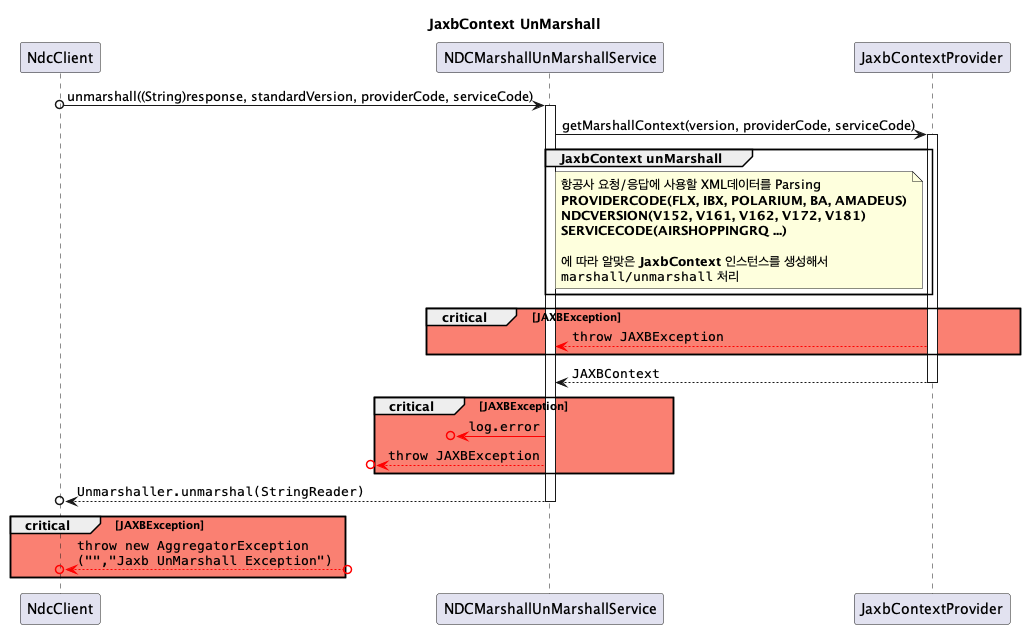 JaxbContext UnMarshall
NdcClient
NDCMarshallUnMarshallService
JaxbContextProvider
unmarshall((String)response, standardVersion, providerCode, serviceCode)
getMarshallContext(version, providerCode, serviceCode)
JaxbContext unMarshall
항공사 요청/응답에 사용할 XML데이터를 Parsing
PROVIDERCODE(FLX, IBX, POLARIUM, BA, AMADEUS)
NDCVERSION(V152, V161, V162, V172, V181)
SERVICECODE(AIRSHOPPINGRQ ...)
에 따라 알맞은 JaxbContext 인스턴스를 생성해서
marshall/unmarshall 처리
critical
[JAXBException]
throw JAXBException
JAXBContext
critical
[JAXBException]
log.error
throw JAXBException
Unmarshaller.unmarshal(StringReader)
critical
[JAXBException]
throw new AggregatorException
("","Jaxb UnMarshall Exception")
NdcClient
NDCMarshallUnMarshallService
JaxbContextProvider